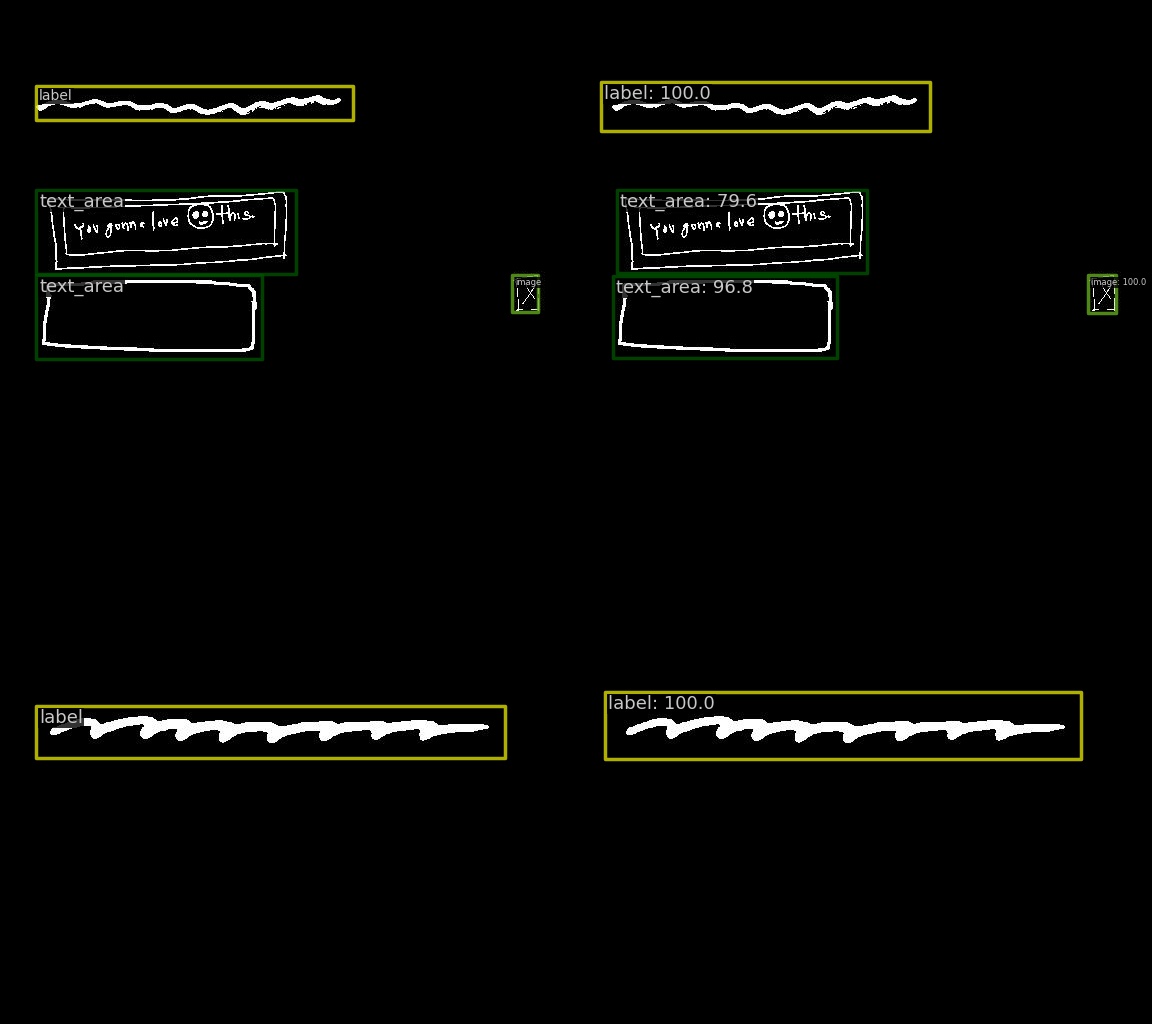 label
label: 100.0
text_area
text_area: 79.6
You gonna love this.
You gonna love this.
text_area
text_area: 96.8
image
image: 100.0
label
label: 100.0